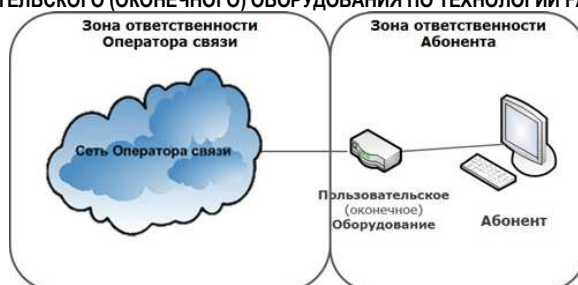 (ОКОНЕЧНОГО) ОБОРУДОВАНИЯ ПО ТЕХНОЛОГИИ
Зона ответственности
Оператора связи
Зона ответственности
Абонента
Сеть Оператора связи
Пользовательское
(оконечное)
Оборудование
Абонент